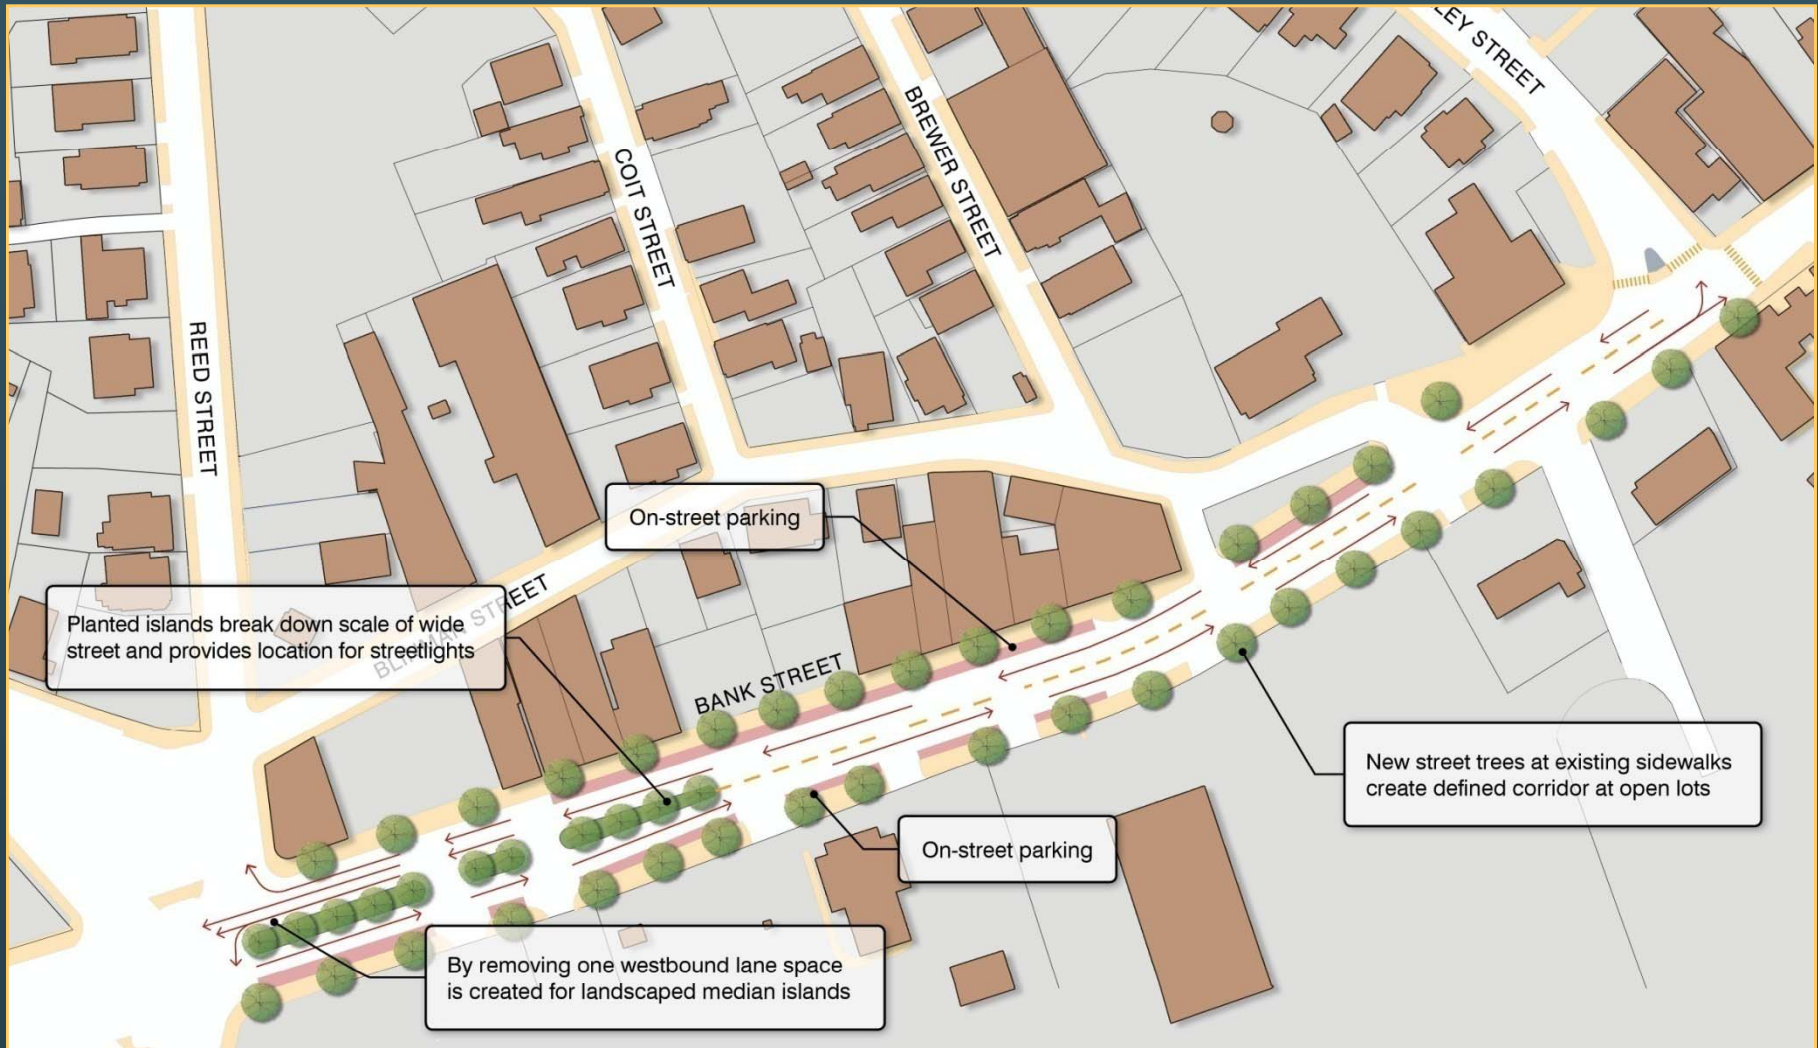 LEY STREET
BREWER STREET
COIT STREET
REED STREET
On-street parking
Planted islands break down scale of wide
street and provides location for streetlights
STREET
BANK STREET
New street trees at existing sidewalks
create defined corridor at open lots
On-street parking
By removing one westbound lane space
is created for landscaped median islands